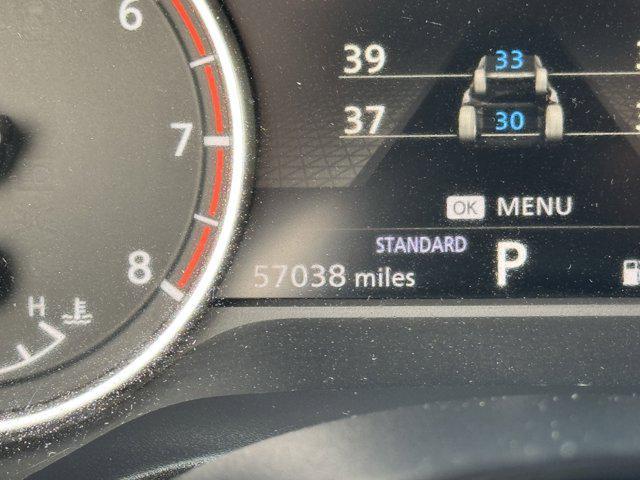 6
7
8
H
39 33
37 30
OK MENU
STANDARD P
57038 miles